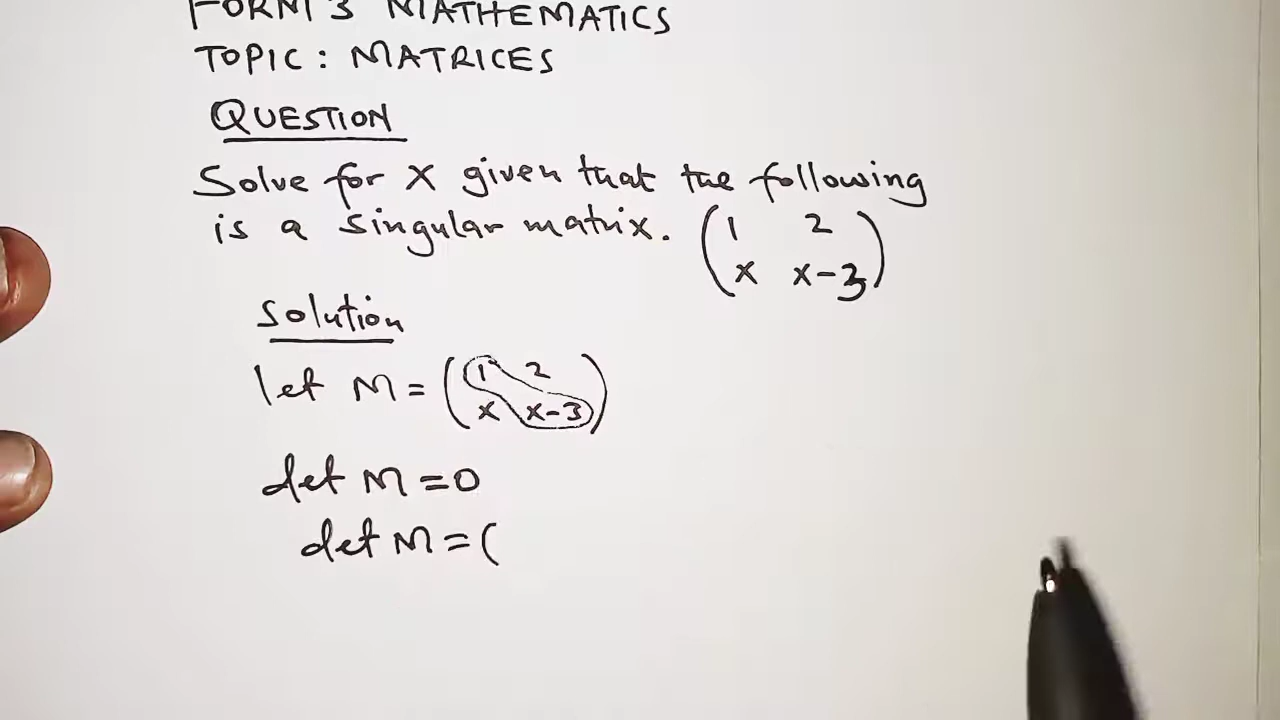 FORM 3 MATHEMATICS
TOPIC: MATRICES
QUESTION
Solve for x given that the following
is a singular matrix. (1 2
x x-3)
Solution
let M = (1 2
x x-3)
det M = 0
det M = (